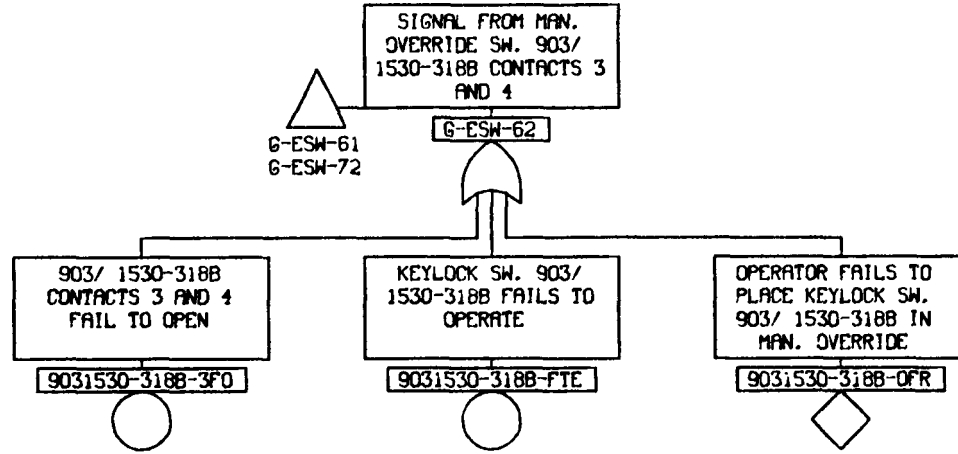 SIGNAL FROM MAN.
OVERRIDE SW. 903/
1530-318B CONTACTS 3
AND 4
G-ESW-61
G-ESW-72
G-ESW-62
903/ 1530-318B
CONTACTS 3 AND 4
FAIL TO OPEN
9031530-318B-3FO
KEYLOCK SW. 903/
1530-318B FAILS TO
OPERATE
9031530-318B-FTE
OPERATOR FAILS TO
PLACE KEYLOCK SW.
903/ 1530-318B IN
MAN. OVERRIDE
9031530-318B-OFR